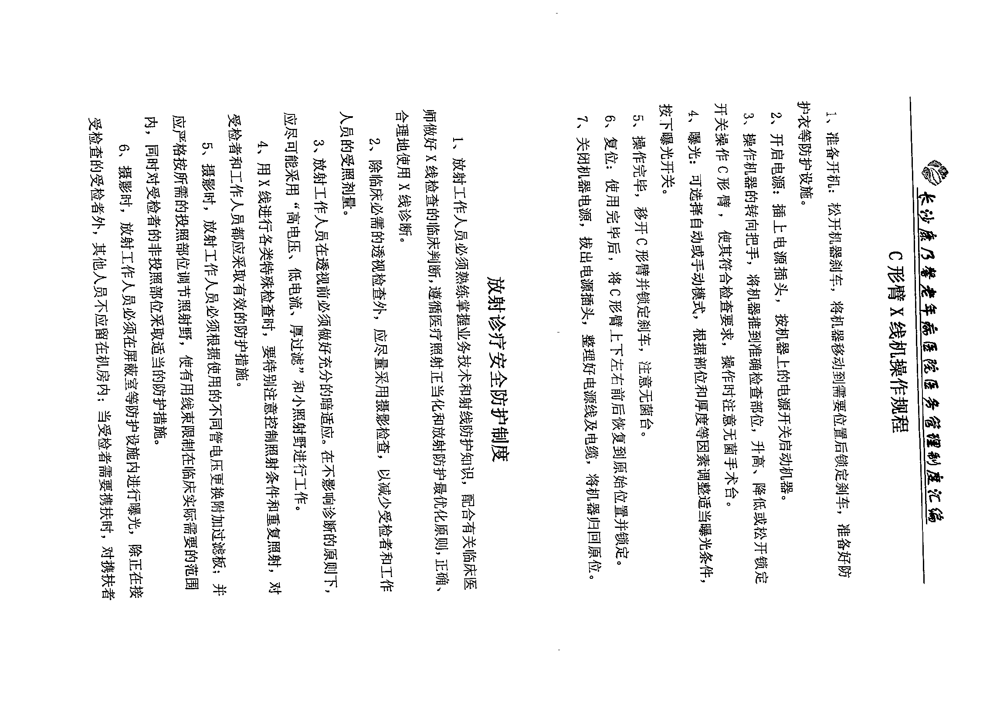 长沙康乃馨老年病医院医务管理制度汇编
C形臂X线机操作规程
1、准备开机：松开机器刹车，将机器移动到需要位置后锁定刹车，准备好防
护衣等防护设施。
2、开启电源：插上电源插头，按机器上的电源开关启动机器。
3、操作机器的转向把手，将机器推到准确检查部位，升高、降低或松开锁定
开关操作C形臂，使其符合检查要求，操作时注意无菌手术台。
4、曝光：可选择自动或手动模式，根据部位和厚度等因素调整适当曝光条件，
按下曝光开关。
5、操作完毕，移开C形臂并锁定刹车，注意无菌台。
6、复位：使用完毕后，将C形臂上下左右前后恢复到原始位置并锁定。
7、关闭机器电源，拔出电源插头，整理好电源线及电缆，将机器归回原位。
放射诊疗安全防护制度
1、放射工作人员必须熟练掌握业务技术和射线防护知识，配合有关临床医
师做好X线检查的临床判断，遵循医疗照射正当化和放射防护最优化原则，正确、
合理地使用X线诊断。
2、除临床必需的透视检查外，应尽量采用摄影检查，以减少受检者和工作
人员的受照剂量。
3、放射工作人员在透视前必须做好充分的暗适应。在不影响诊断的原则下，
应尽可能采用“高电压、低电流、厚过滤”和小照射野进行工作。
4、用X线进行各类特殊检查时，要特别注意控制照射条件和重复照射，对
受检者和工作人员都应采取有效的防护措施。
5、摄影时，放射工作人员必须根据使用的不同管电压更换附加过滤板；并
应严格按所需的投照部位调节照射野，使有用线束限制在临床实际需要的范围
内，同时对受检者的非投照部位采取适当的防护措施。
6、摄影时，放射工作人员必须在屏蔽室等防护设施内进行曝光，除正在接
受检查的受检者外，其他人员不应留在机房内；当受检者需要携扶时，对携扶者